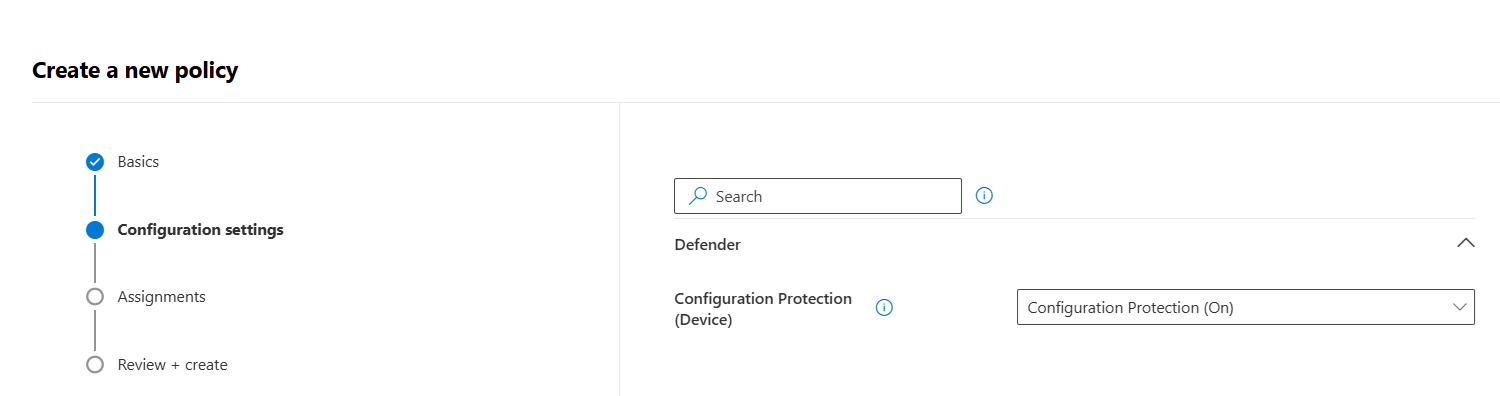 Create a new policy
Basics
Configuration settings
Assignments
Review + create
Search
Defender
Configuration Protection
(Device)
Configuration Protection (On)